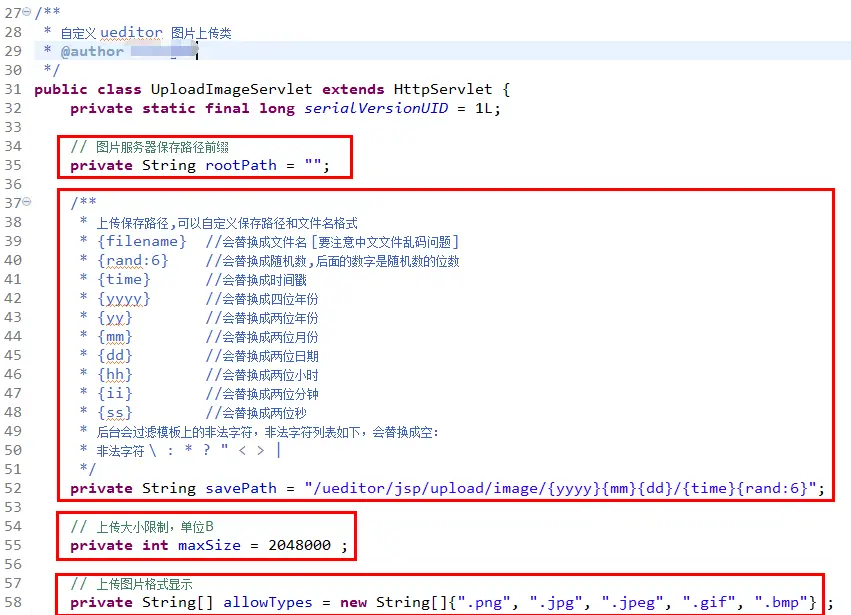 27 /**
28  * 自定义 ueditor 图片上传类
29  * @author
30  */
31 public class UploadImageServlet extends HttpServlet {
32     private static final long serialVersionUID = 1L;
33
34     // 图片服务器保存路径前缀
35     private String rootPath = "";
36
37     /**
38      * 上传保存路径,可以自定义保存路径和文件名格式
39      * {filename}  //会替换成文件名 [要注意中文文件乱码问题]
40      * {rand:6}    //会替换成随机数,后面的数字是随机数的位数
41      * {time}      //会替换成时间戳
42      * {yyyy}      //会替换成四位年份
43      * {yy}        //会替换成两位年份
44      * {mm}        //会替换成两位月份
45      * {dd}        //会替换成两位日期
46      * {hh}        //会替换成两位小时
47      * {ii}        //会替换成两位分钟
48      * {ss}        //会替换成两位秒
49      * 后台会过滤模板上的非法字符，非法字符列表如下，会替换成空：
50      * 非法字符 \ : * ? " < > |
51      */
52     private String savePath = "/ueditor/jsp/upload/image/{yyyy}{mm}{dd}/{time}{rand:6}";
53
54     // 上传大小限制，单位B
55     private int maxSize = 2048000 ;
56
57     // 上传图片格式显示
58     private String[] allowTypes = new String[]{".png", ".jpg", ".jpeg", ".gif", ".bmp"} ;